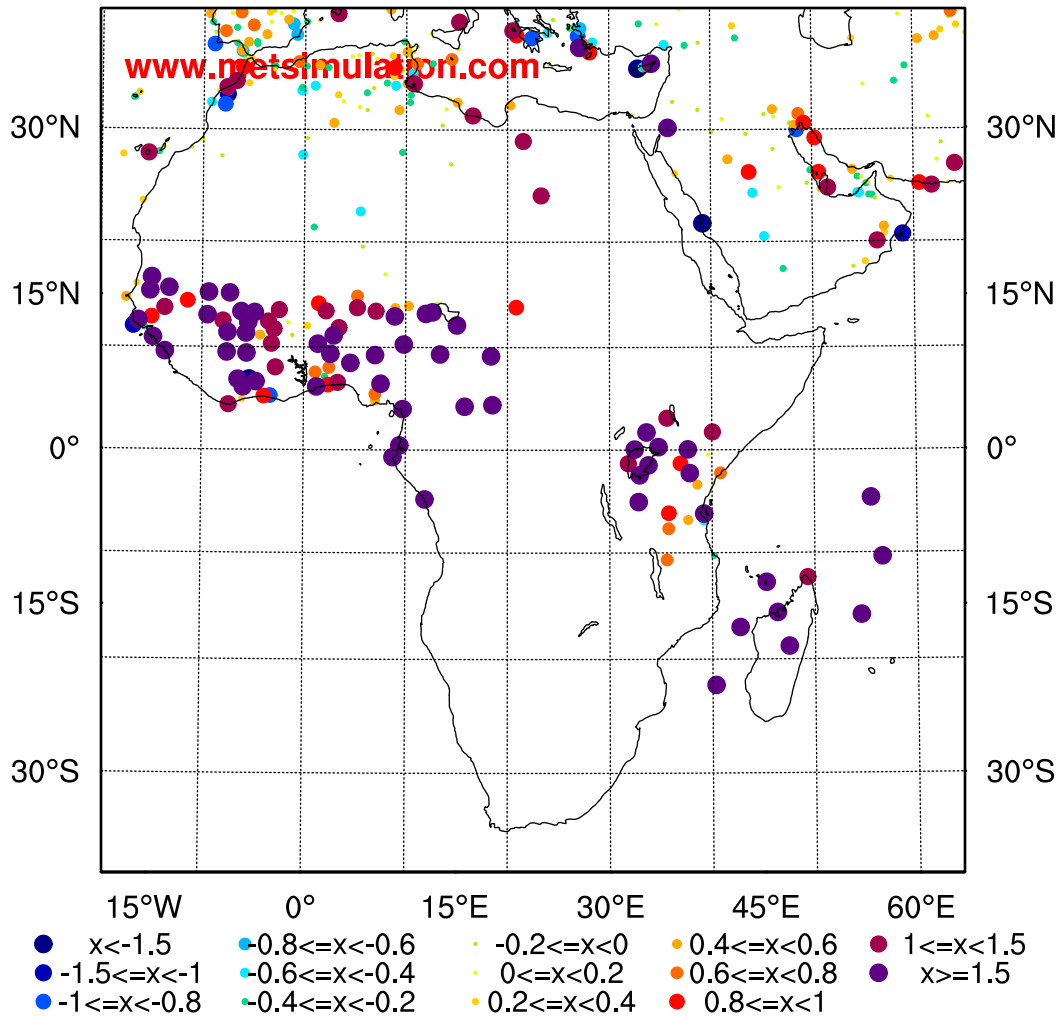 www.metsimulation.com
30°N 30°N
15°N 15°N
0° 0°
15°S 15°S
30°S 30°S
15°W 0° 15°E 30°E 45°E 60°E
x<-1.5 -0.8<=x<-0.6 -0.2<=x<0 0.4<=x<0.6 1<=x<1.5
-1.5<=x<-1 -0.6<=x<-0.4 0<=x<0.2 0.6<=x<0.8 x>=1.5
-1<=x<-0.8 -0.4<=x<-0.2 0.2<=x<0.4 0.8<=x<1